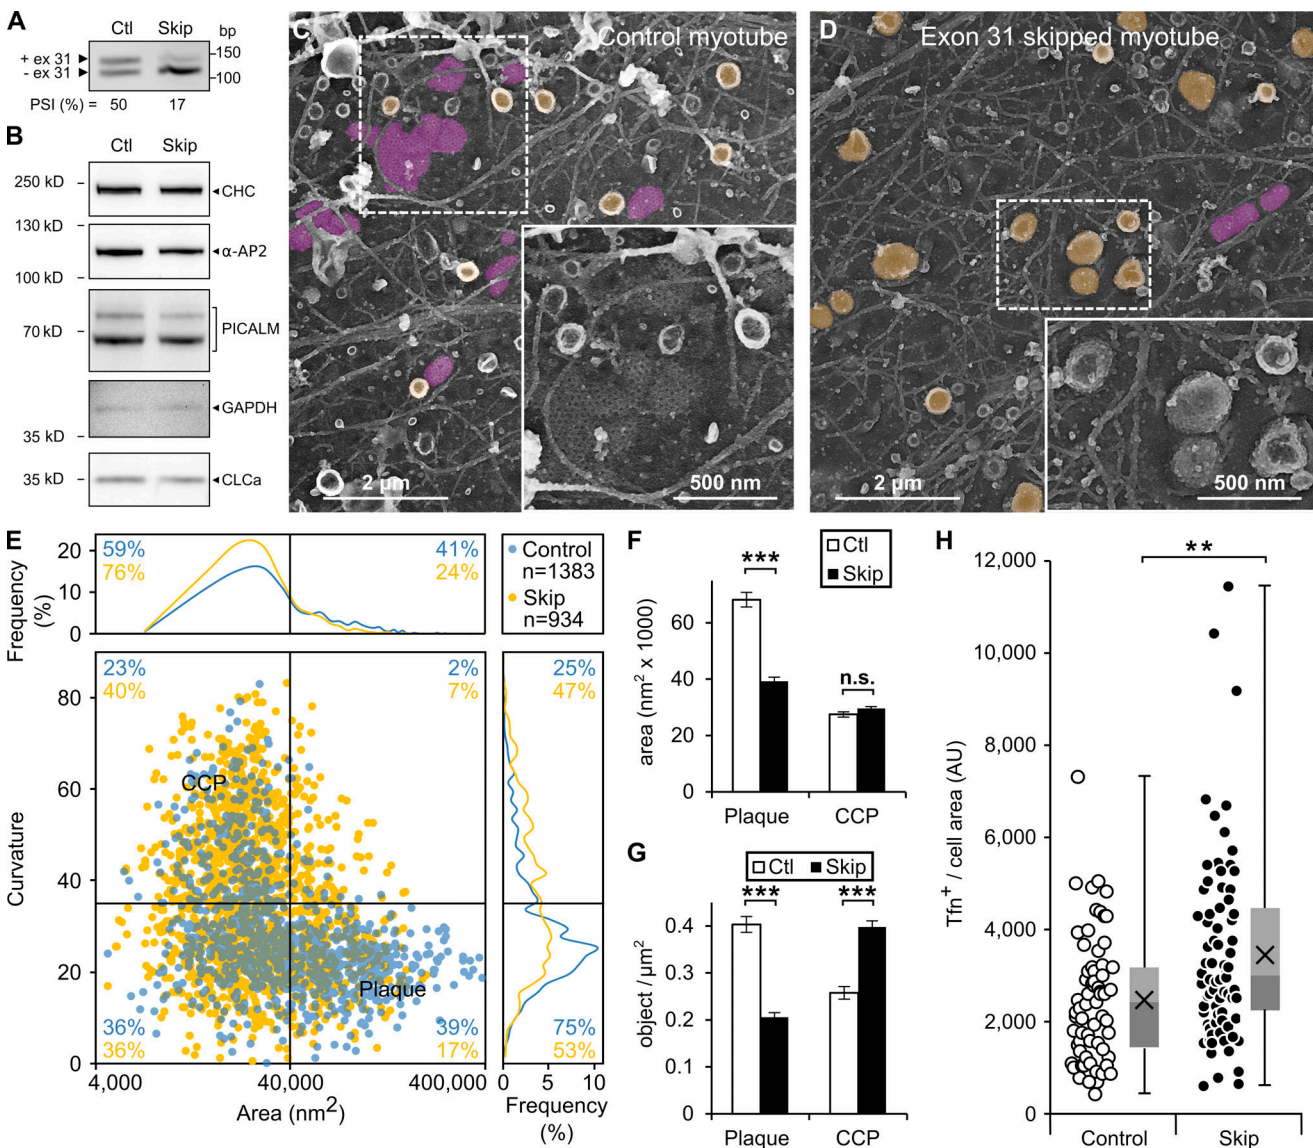 A
Ctl Skip bp
+ ex 31
- ex 31
150
100
PSI (%) = 50 17
B
Ctl Skip
250 kD
CHC
130 kD
α-AP2
100 kD
70 kD
PICALM
GAPDH
35 kD
35 kD
CLCa
C
Control myotube
2 µm
500 nm
D
Exon 31 skipped myotube
2 µm
500 nm
E
Frequency (%)
20
10
0
59%
76%
41%
24%
Control
n=1383
Skip
n=934
Curvature
80
60
40
20
0
23%
40%
2%
7%
25%
47%
CCP
Plaque
36%
36%
39%
17%
75%
53%
4,000 40,000 400,000
Area (nm2)
0 5 10
Frequency (%)
F
Ctl
Skip
***
n.s.
area (nm2 x 1000)
60
40
20
0
Plaque CCP
G
Ctl Skip
*** ***
object / µm2
0.4
0.3
0.2
0.1
0
Plaque CCP
H
**
Tfn+ / cell area (AU)
12,000
10,000
8,000
6,000
4,000
2,000
0
Control Skip